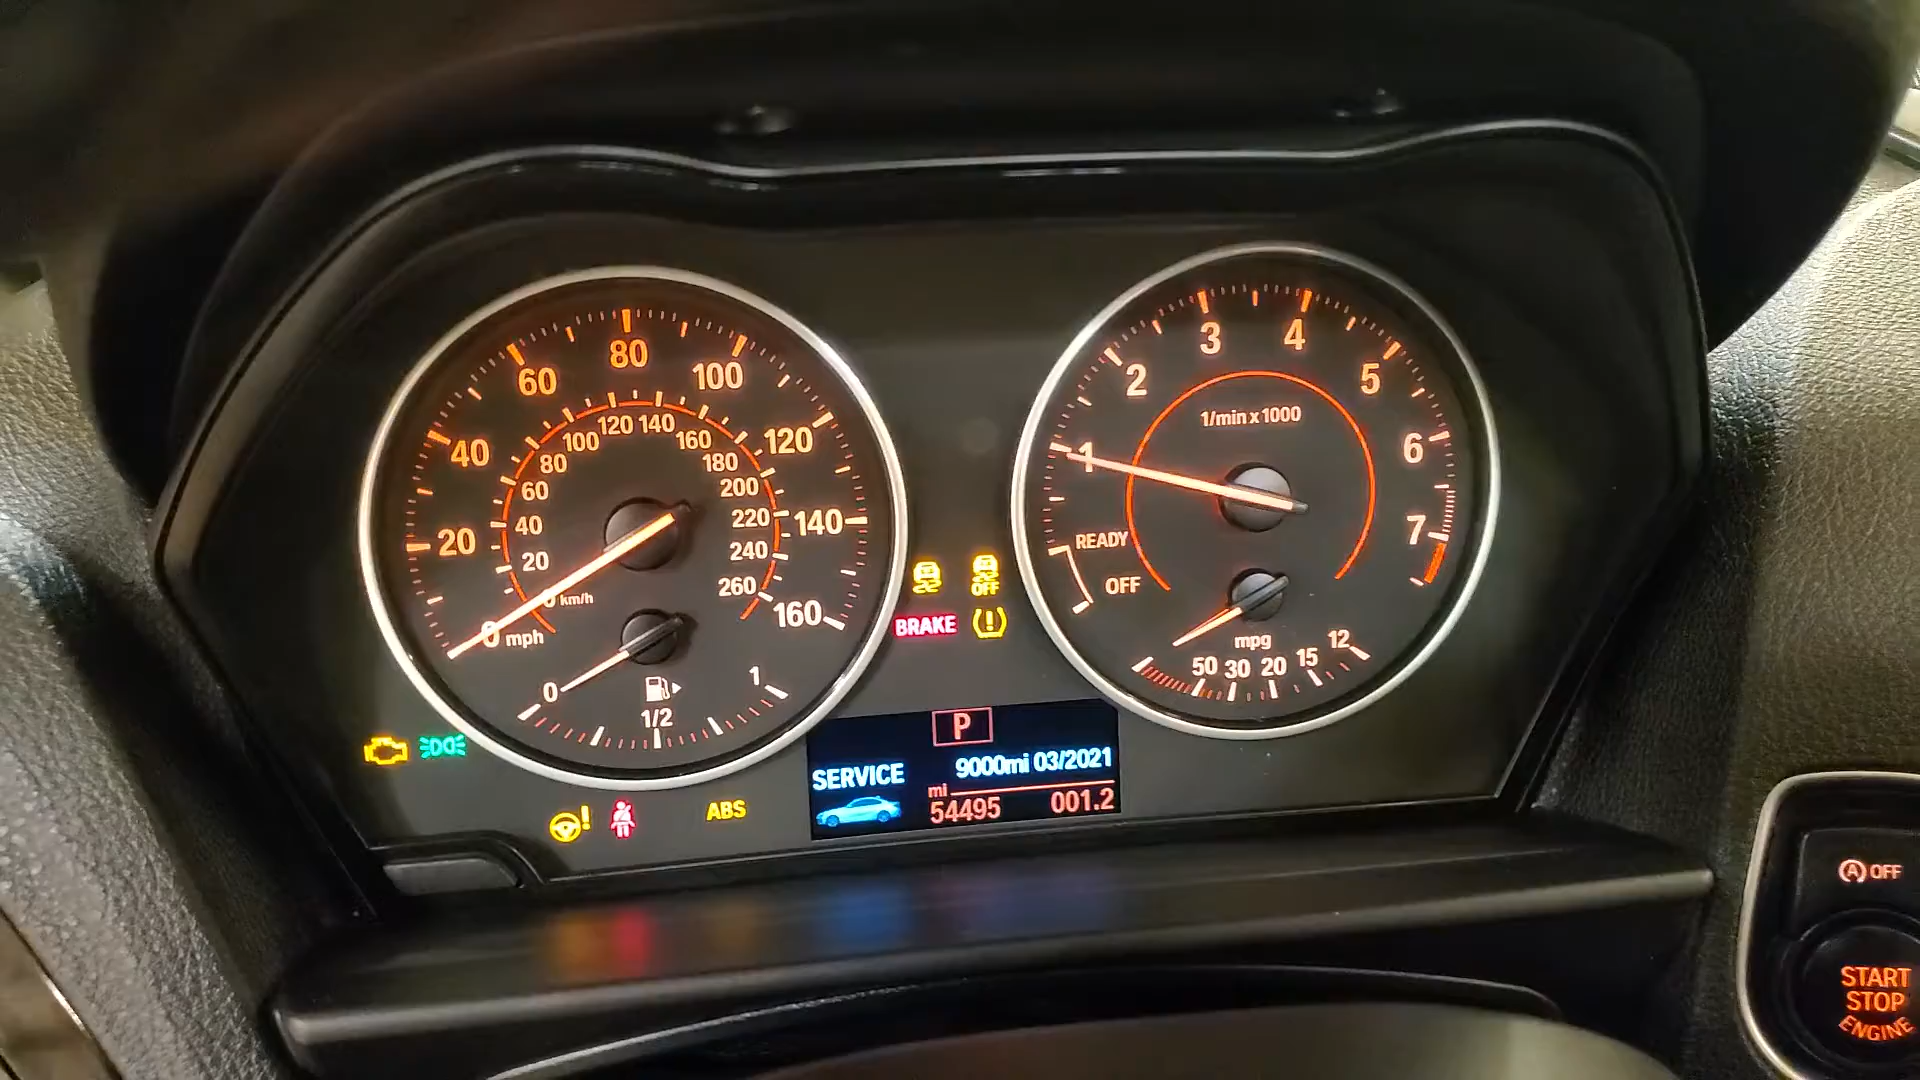 80
60
100
40
120
20
140
0 mph
160
120 140
100
160
80
180
60
200
40
220
20
240
km/h
260
0
1/2
1
3
4
2
5
1/min x 1000
1
6
READY
7
OFF
mpg
50 30 20 15 12
OFF
BRAKE
ABS
P
SERVICE
9000mi 03/2021
mi
54495
001.2
A OFF
START
STOP
ENGINE